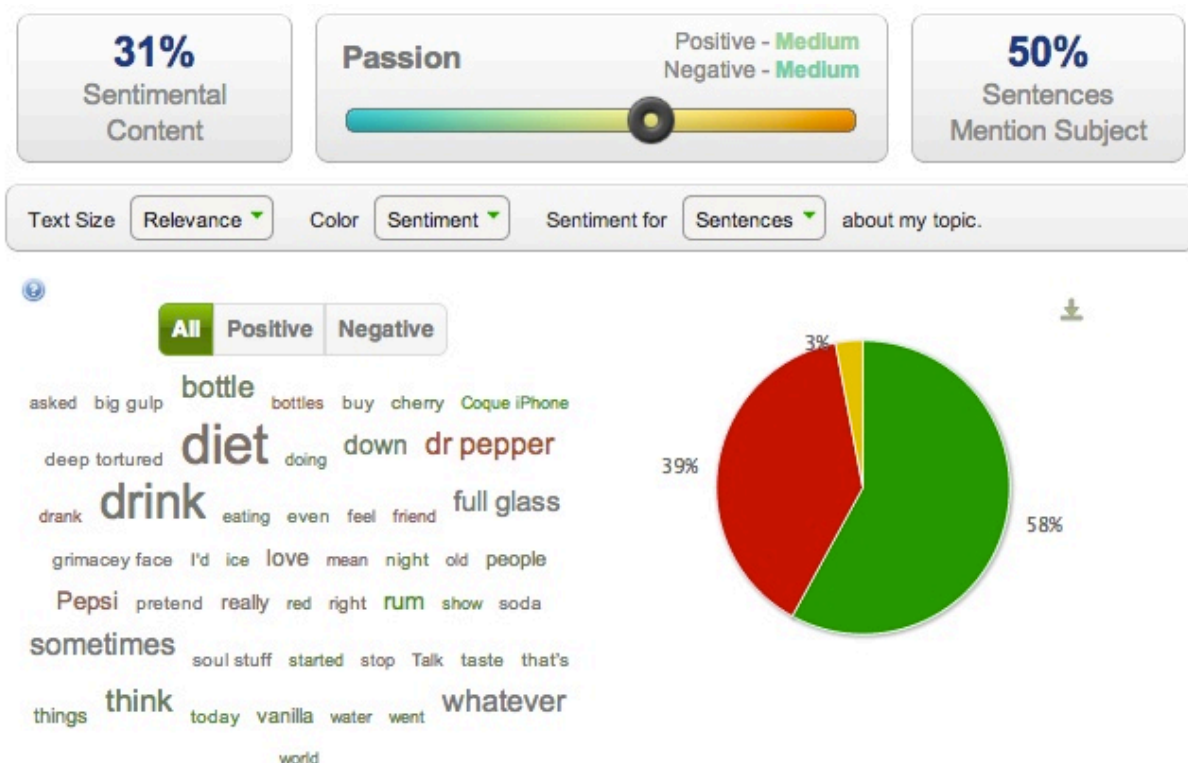 31%
Sentimental
Content
Passion
Positive - Medium
Negative - Medium
50%
Sentences
Mention Subject
Text Size Relevance Color Sentiment Sentiment for Sentences about my topic.
?
All Positive Negative
asked big gulp bottle bottles buy cherry Coque iPhone
deep tortured diet doing down dr pepper
drank drink eating even feel friend full glass
grimacey face I'd ice love mean night old people
Pepsi pretend really red right rum show soda
sometimes soul stuff started stop Talk taste that's
things think today vanilla water went whatever
world
3%
39%
58%